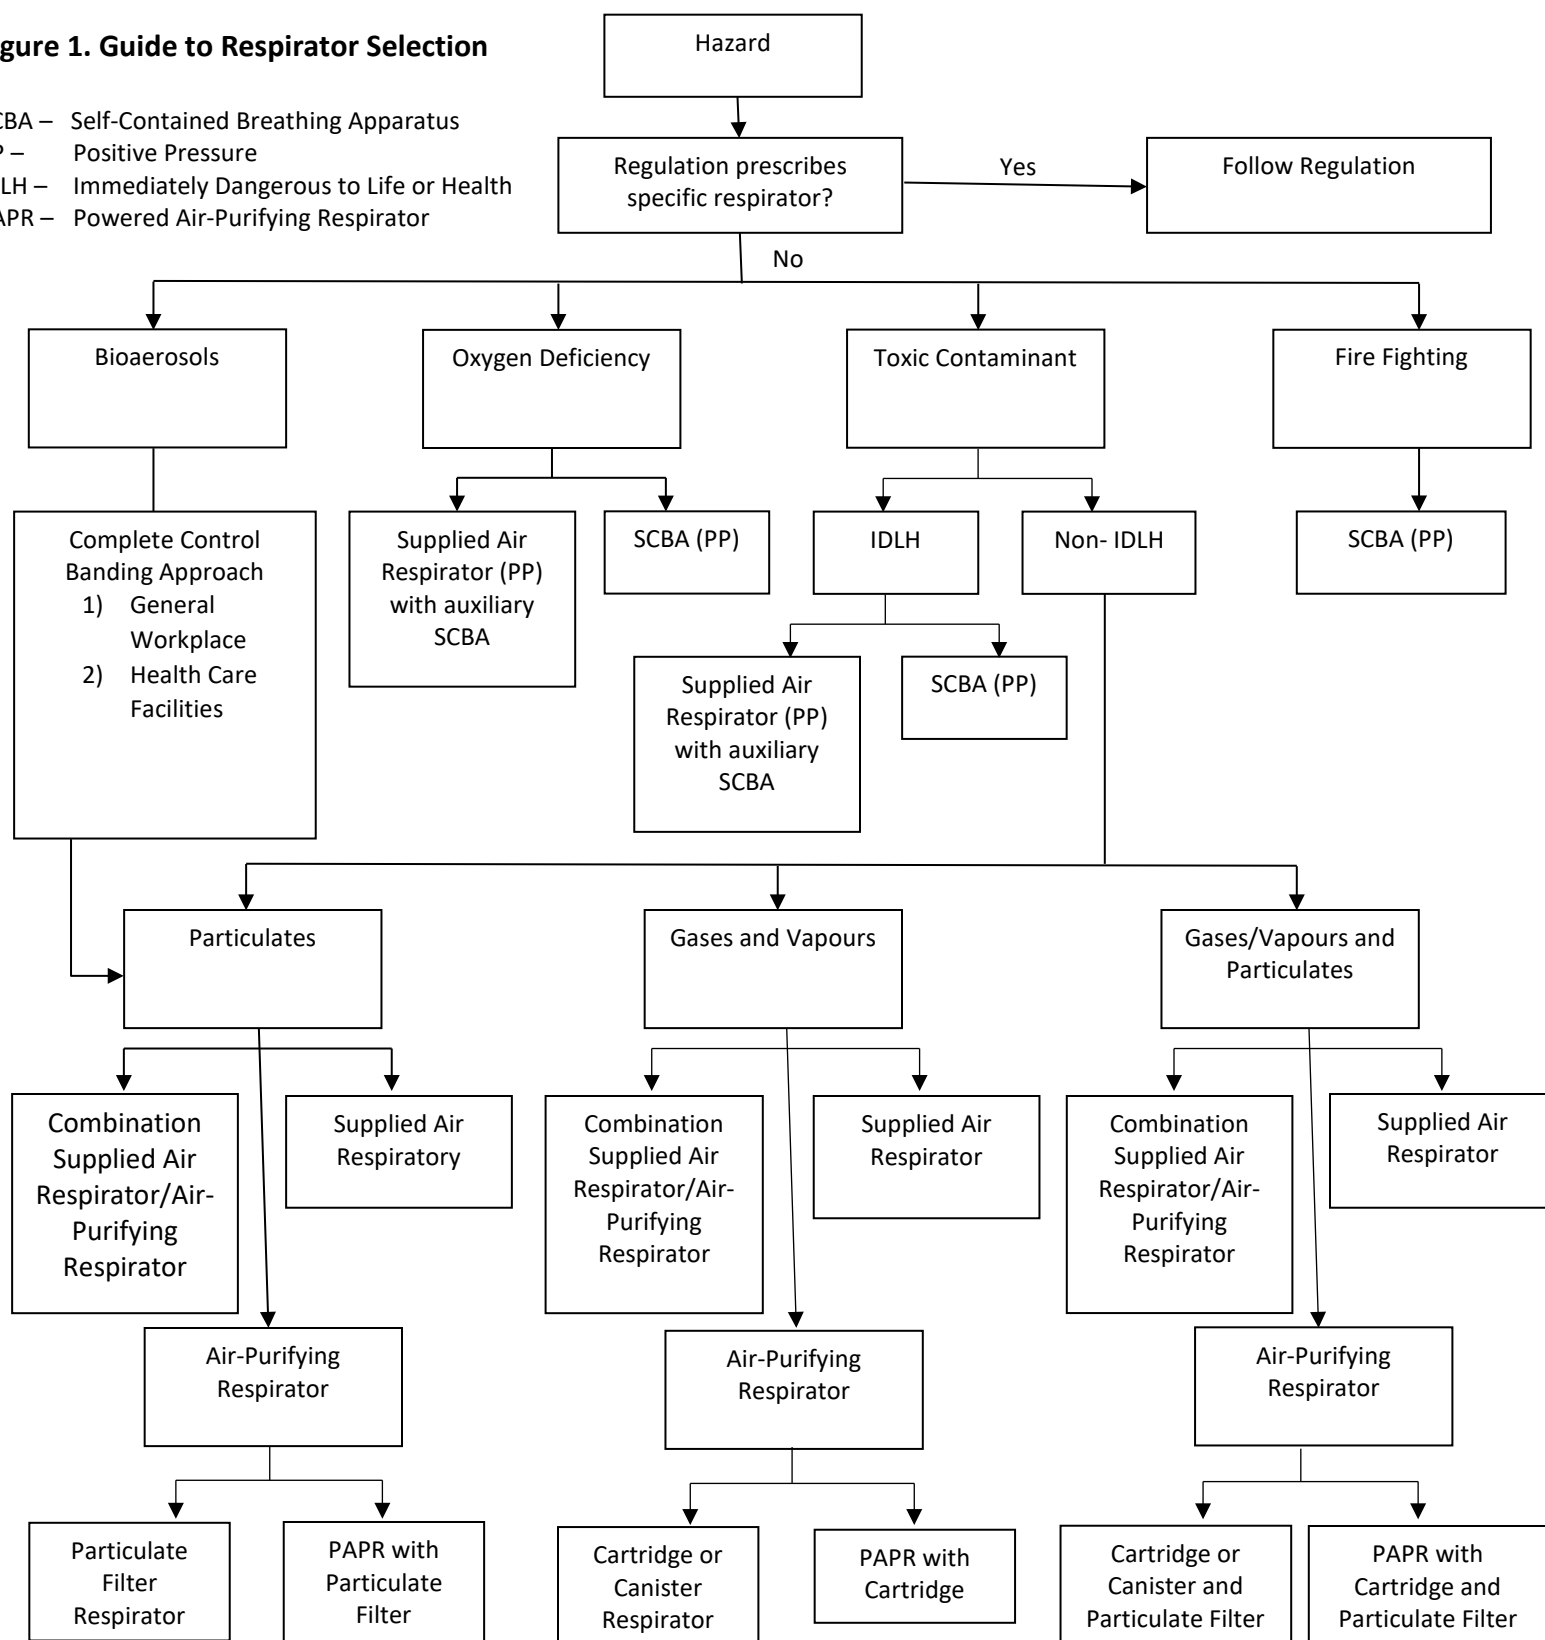 gure 1. Guide to Respirator Selection
CBA – Self-Contained Breathing Apparatus
P – Positive Pressure
LH – Immediately Dangerous to Life or Health
APR – Powered Air-Purifying Respirator
Hazard
Regulation prescribes
specific respirator?
Yes
Follow Regulation
No
Bioaerosols
Oxygen Deficiency
Toxic Contaminant
Fire Fighting
Complete Control
Banding Approach
1) General
Workplace
2) Health Care
Facilities
Supplied Air
Respirator (PP)
with auxiliary
SCBA
SCBA (PP)
IDLH
Non- IDLH
SCBA (PP)
Supplied Air
Respirator (PP)
with auxiliary
SCBA
SCBA (PP)
Particulates
Gases and Vapours
Gases/Vapours and
Particulates
Combination
Supplied Air
Respirator/Air-
Purifying
Respirator
Supplied Air
Respiratory
Combination
Supplied Air
Respirator/Air-
Purifying
Respirator
Supplied Air
Respirator
Combination
Supplied Air
Respirator/Air-
Purifying
Respirator
Supplied Air
Respirator
Air-Purifying
Respirator
Air-Purifying
Respirator
Air-Purifying
Respirator
Particulate
Filter
Respirator
PAPR with
Particulate
Filter
Cartridge or
Canister
Respirator
PAPR with
Cartridge
Cartridge or
Canister and
Particulate Filter
PAPR with
Cartridge and
Particulate Filter